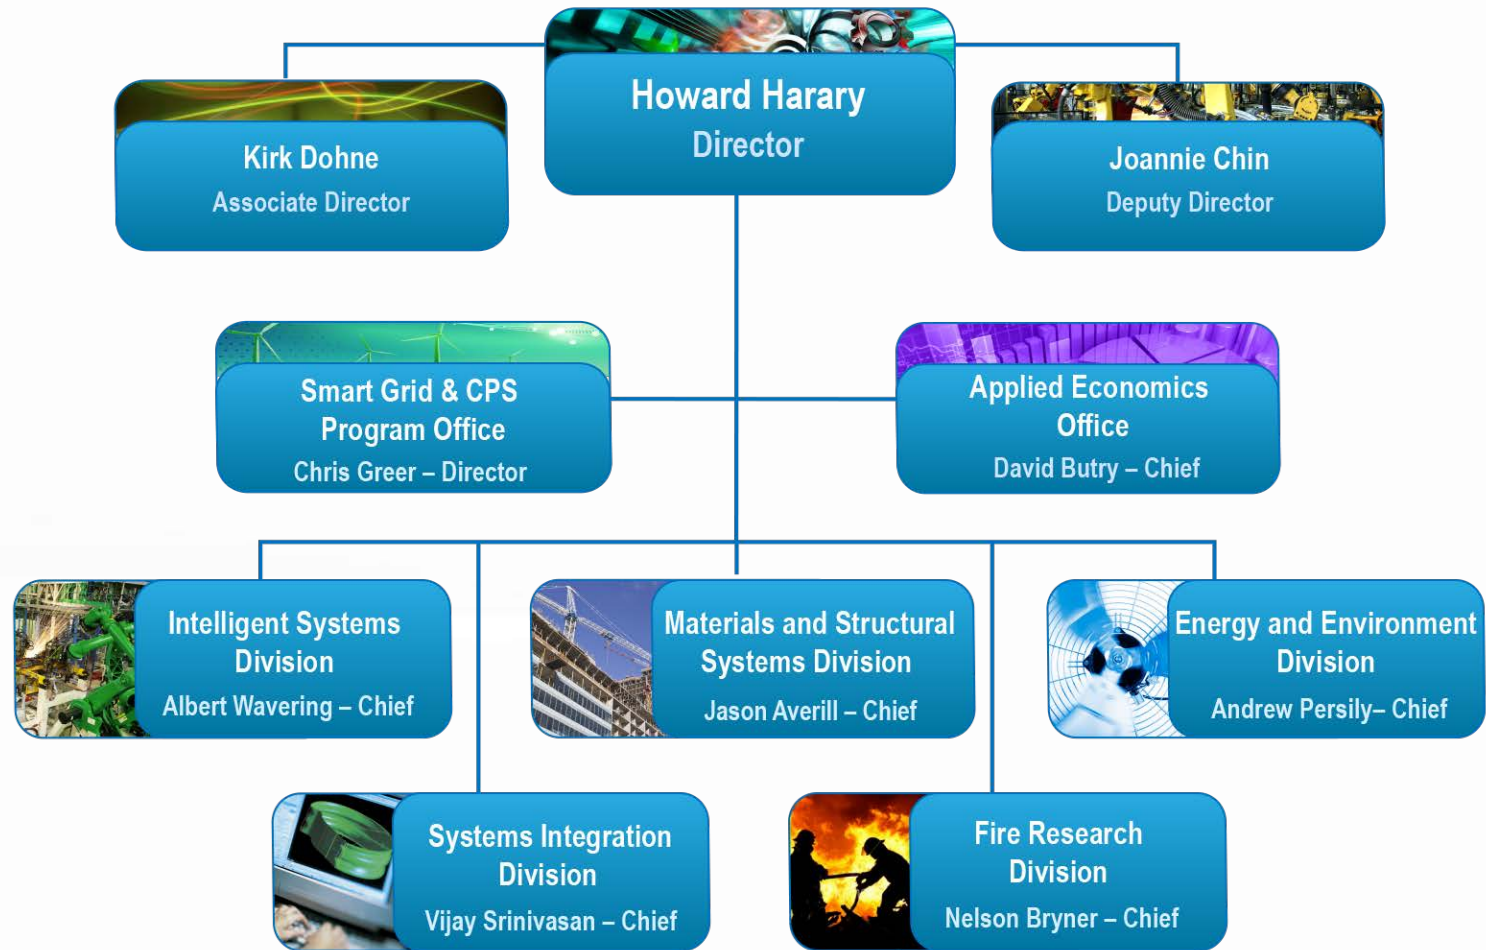 Howard Harary
Director
Kirk Dohne
Associate Director
Joannie Chin
Deputy Director
Smart Grid & CPS
Program Office
Chris Greer – Director
Applied Economics
Office
David Butry – Chief
Intelligent Systems
Division
Albert Wavering – Chief
Materials and Structural
Systems Division
Jason Averill – Chief
Energy and Environment
Division
Andrew Persily– Chief
Systems Integration
Division
Vijay Srinivasan – Chief
Fire Research
Division
Nelson Bryner – Chief